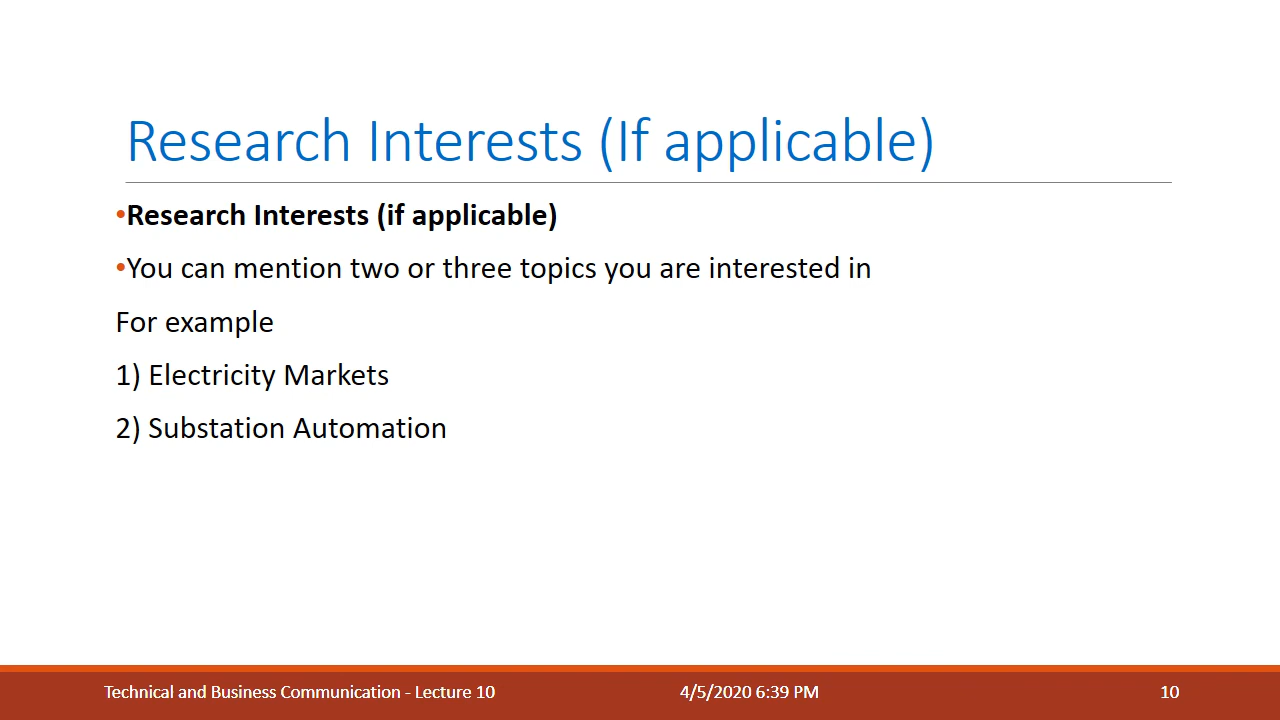 Research Interests (If applicable)
•Research Interests (if applicable)
•You can mention two or three topics you are interested in
For example
1) Electricity Markets
2) Substation Automation
Technical and Business Communication - Lecture 10
4/5/2020 6:39 PM
10